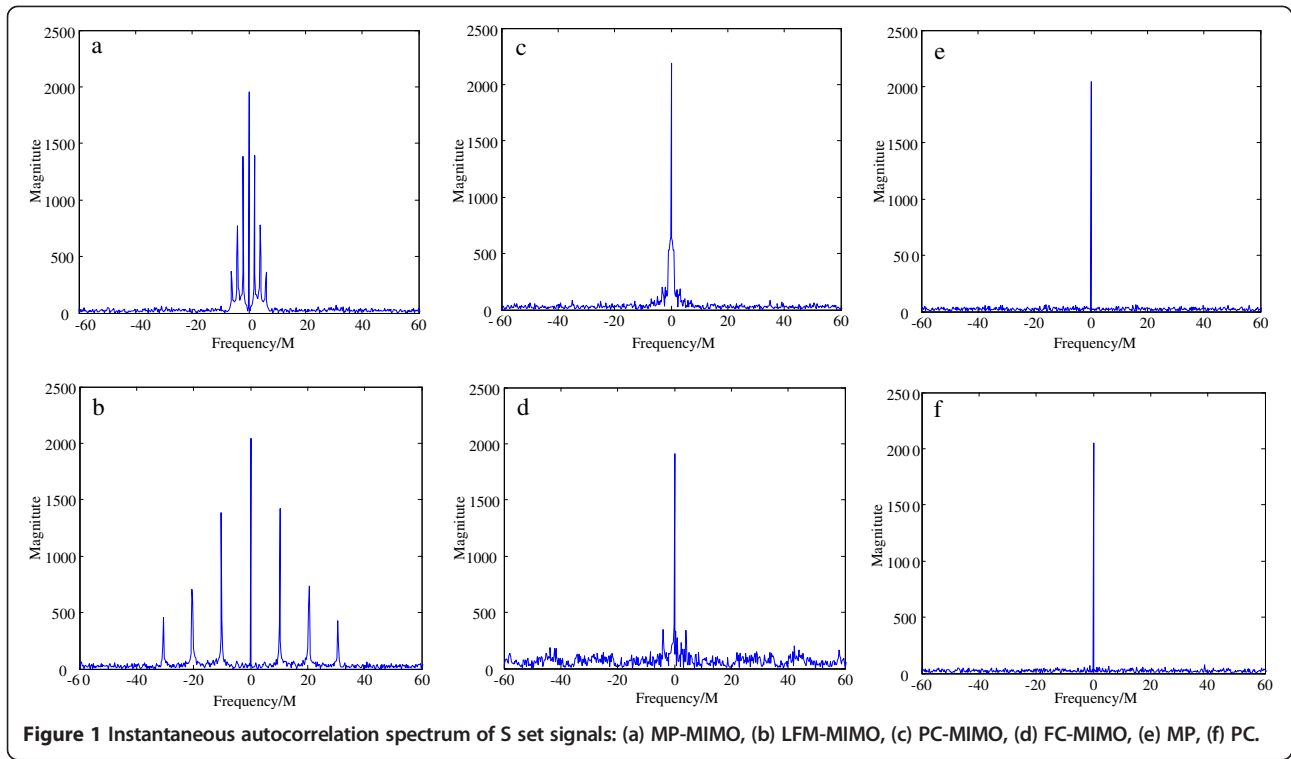 a
2500
2000
1500
1000
500
0
Magnitute
-60 -40 -20 0 20 40 60
Frequency/M
c
2500
2000
1500
1000
500
0
Magnitute
-60 -40 -20 0 20 40 60
Frequency/M
e
2500
2000
1500
1000
50 0
0
Magnitute
-60 -40 -20 0 20 40 60
Frequency/M
b
2500
2000
1500
1000
500
0
Magnitute
-60 -40 -20 0 20 40 60
Frequency/M
d
2500
2000
1500
1000
500
0
Magnitute
-60 -40 -20 0 20 40 60
Frequency/M
f
250 0
200 0
150 0
100 0
500
0
Magnitute
-60 -40 -20 0 20 40 60
Frequency/M
Figure 1 Instantaneous autocorrelation spectrum of S set signals: (a) MP-MIMO, (b) LFM-MIMO, (c) PC-MIMO, (d) FC-MIMO, (e) MP, (f) PC.